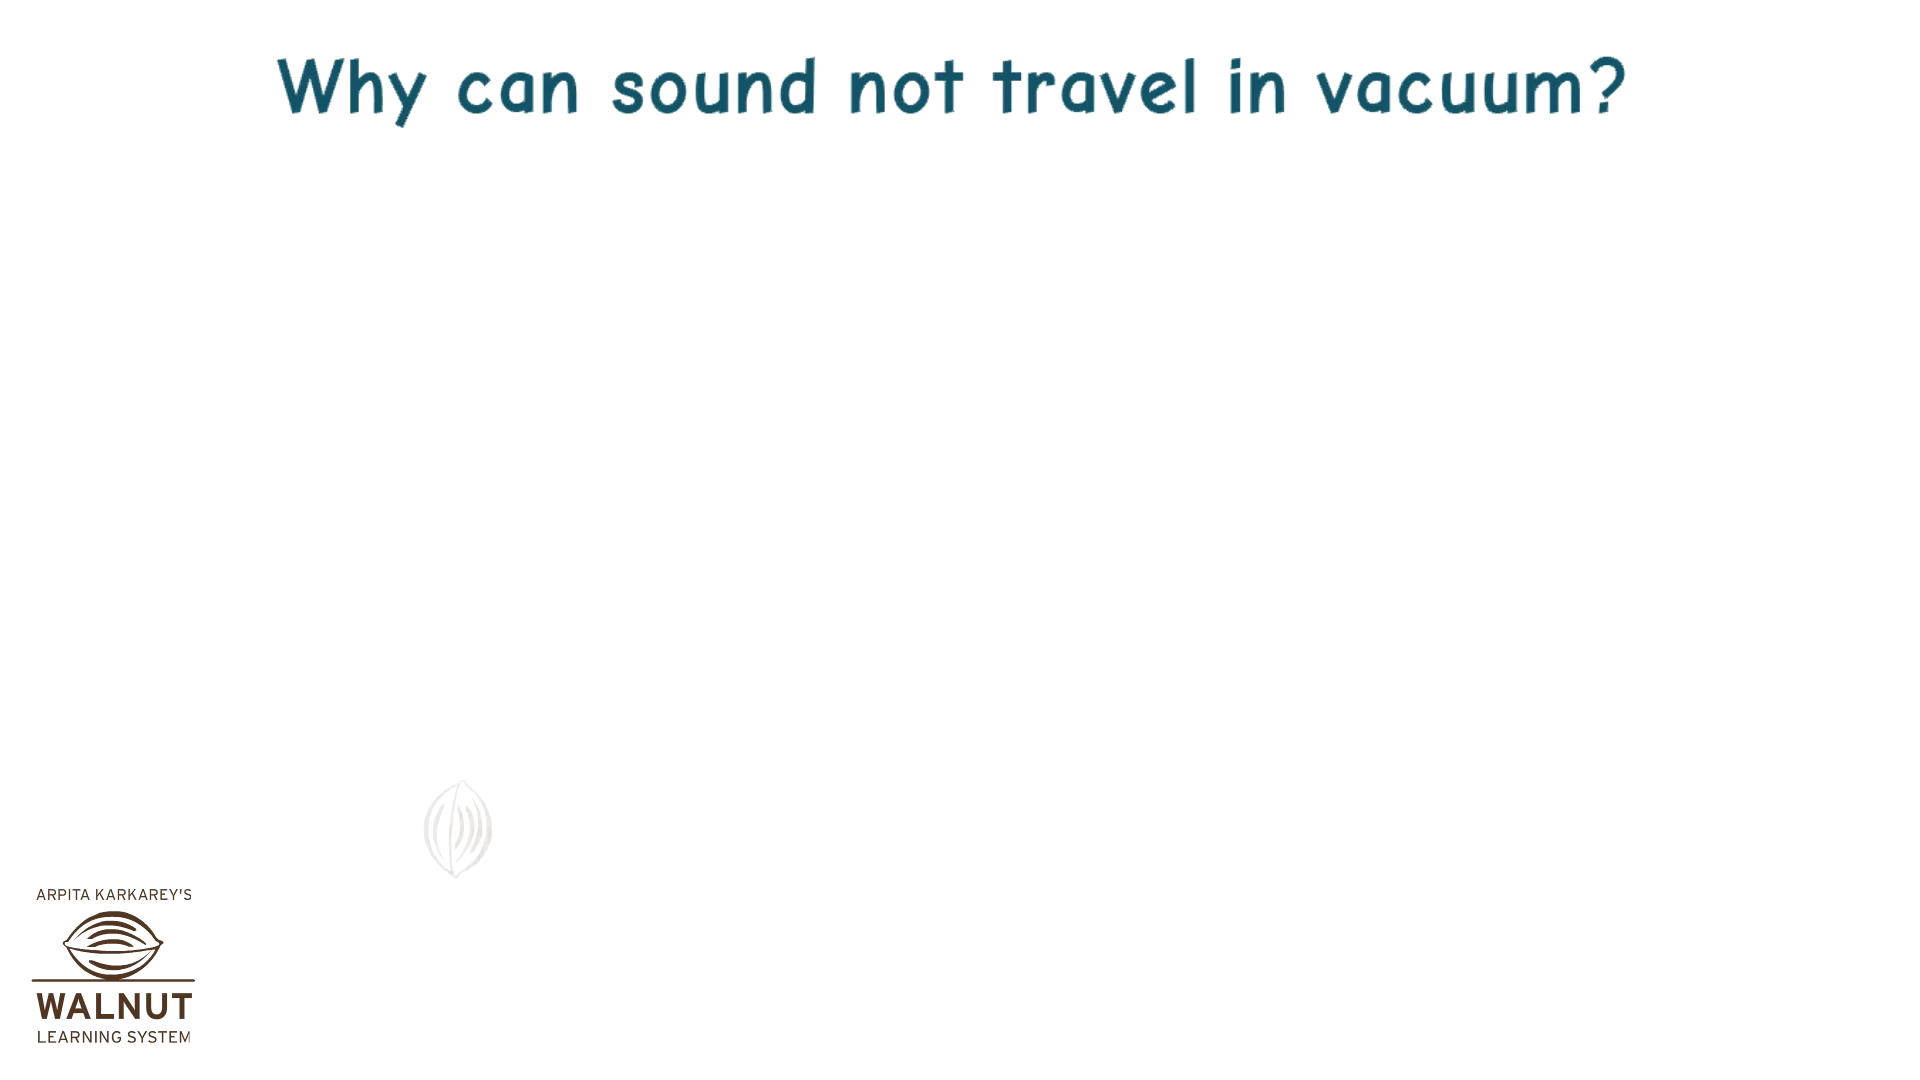 Why can sound not travel in vacuum?
ARPITA KARKAREY'S
WALNUT
LEARNING SYSTEM